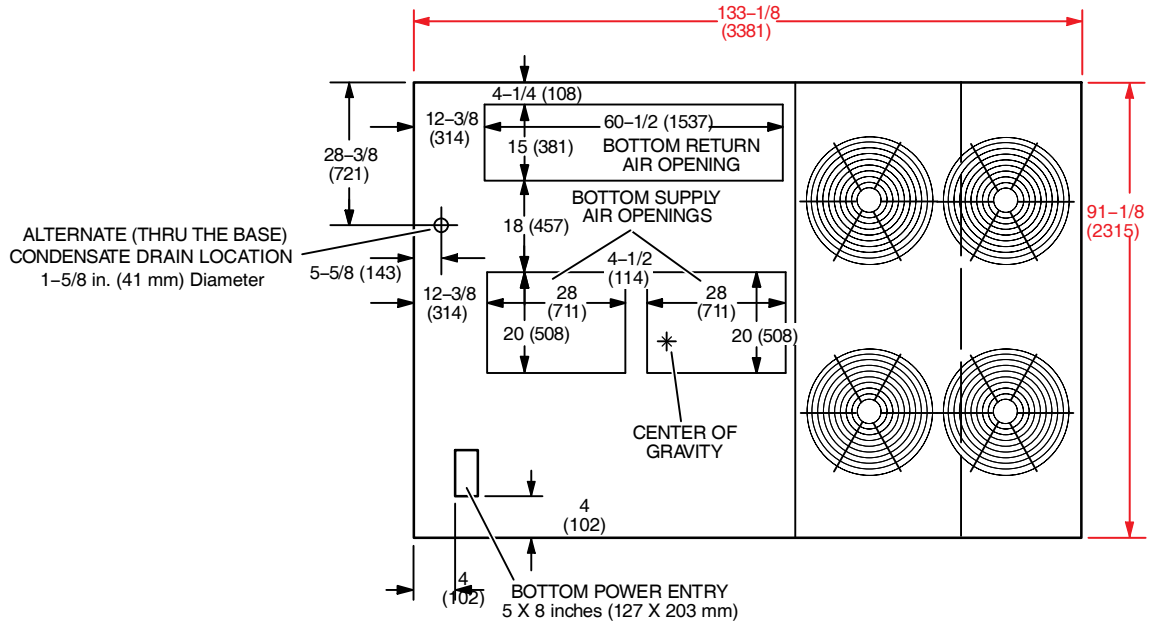 133–1/8
(3381)
4–1/4 (108)
12–3/8
(314)
60–1/2 (1537)
15 (381)
BOTTOM RETURN
AIR OPENING
28–3/8
(721)
BOTTOM SUPPLY
AIR OPENINGS
18 (457)
91–1/8
(2315)
ALTERNATE (THRU THE BASE)
CONDENSATE DRAIN LOCATION
1–5/8 in. (41 mm) Diameter
5–5/8 (143)
4–1/2
(114)
12–3/8
(314)
28
(711)
28
(711)
20 (508)
20 (508)
CENTER OF
GRAVITY
4
(102)
4
(102)
BOTTOM POWER ENTRY
5 X 8 inches (127 X 203 mm)